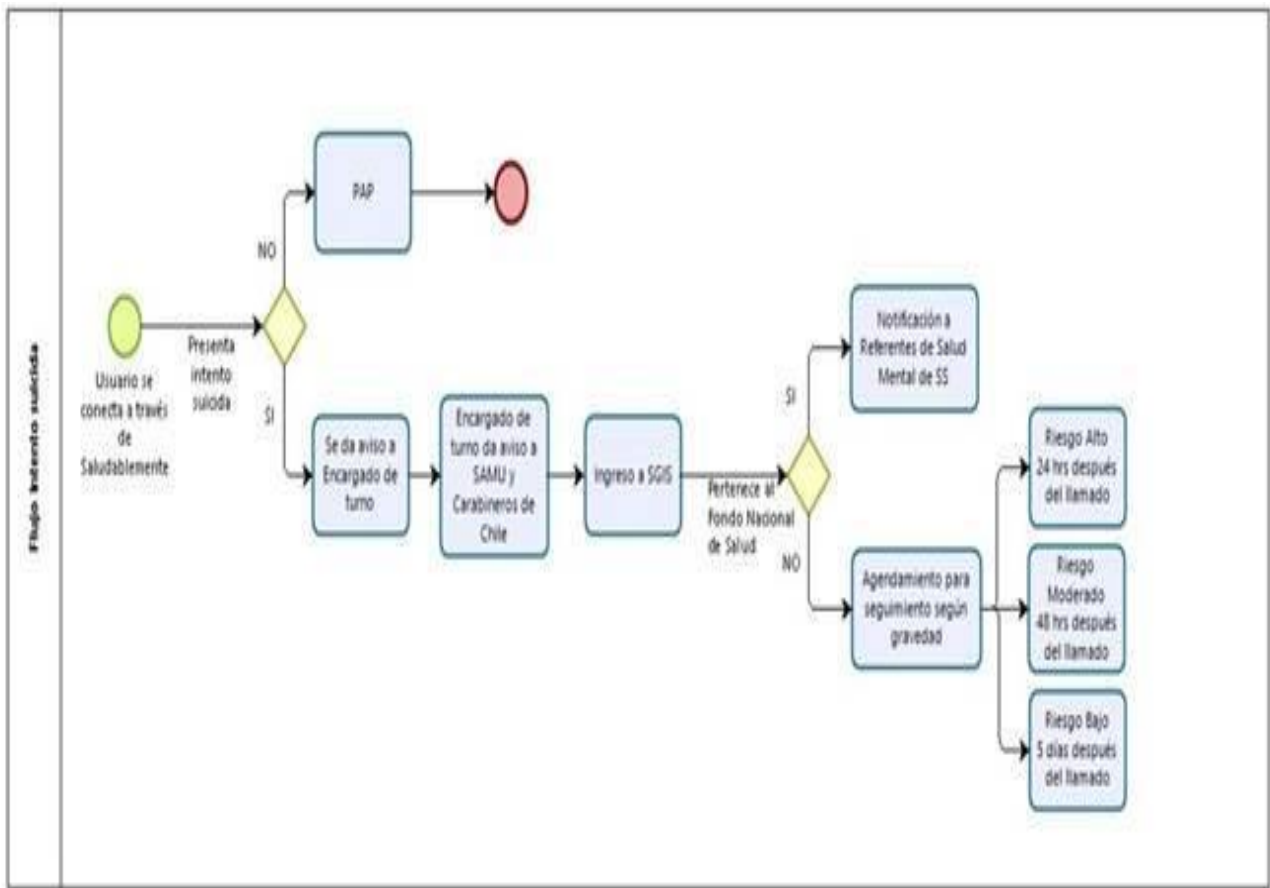 Flujo Intento suicida
Usuario se
conecta a través
de
Saludablemente
Presenta
intento
suicida
NO
PAP
SI
Se da aviso a
Encargado de
turno
Encargado de
turno da aviso a
SAMU y
Carabineros de
Chile
Ingreso a SGIS
Pertenece al
Fondo Nacional
de Salud
SI
Notificación a
Referentes de Salud
Mental de SS
NO
Agendamiento para
seguimiento según
gravedad
Riesgo Alto
24 hrs después
del llamado
Riesgo
Moderado
48 hrs después
del llamado
Riesgo Bajo
5 días después
del llamado